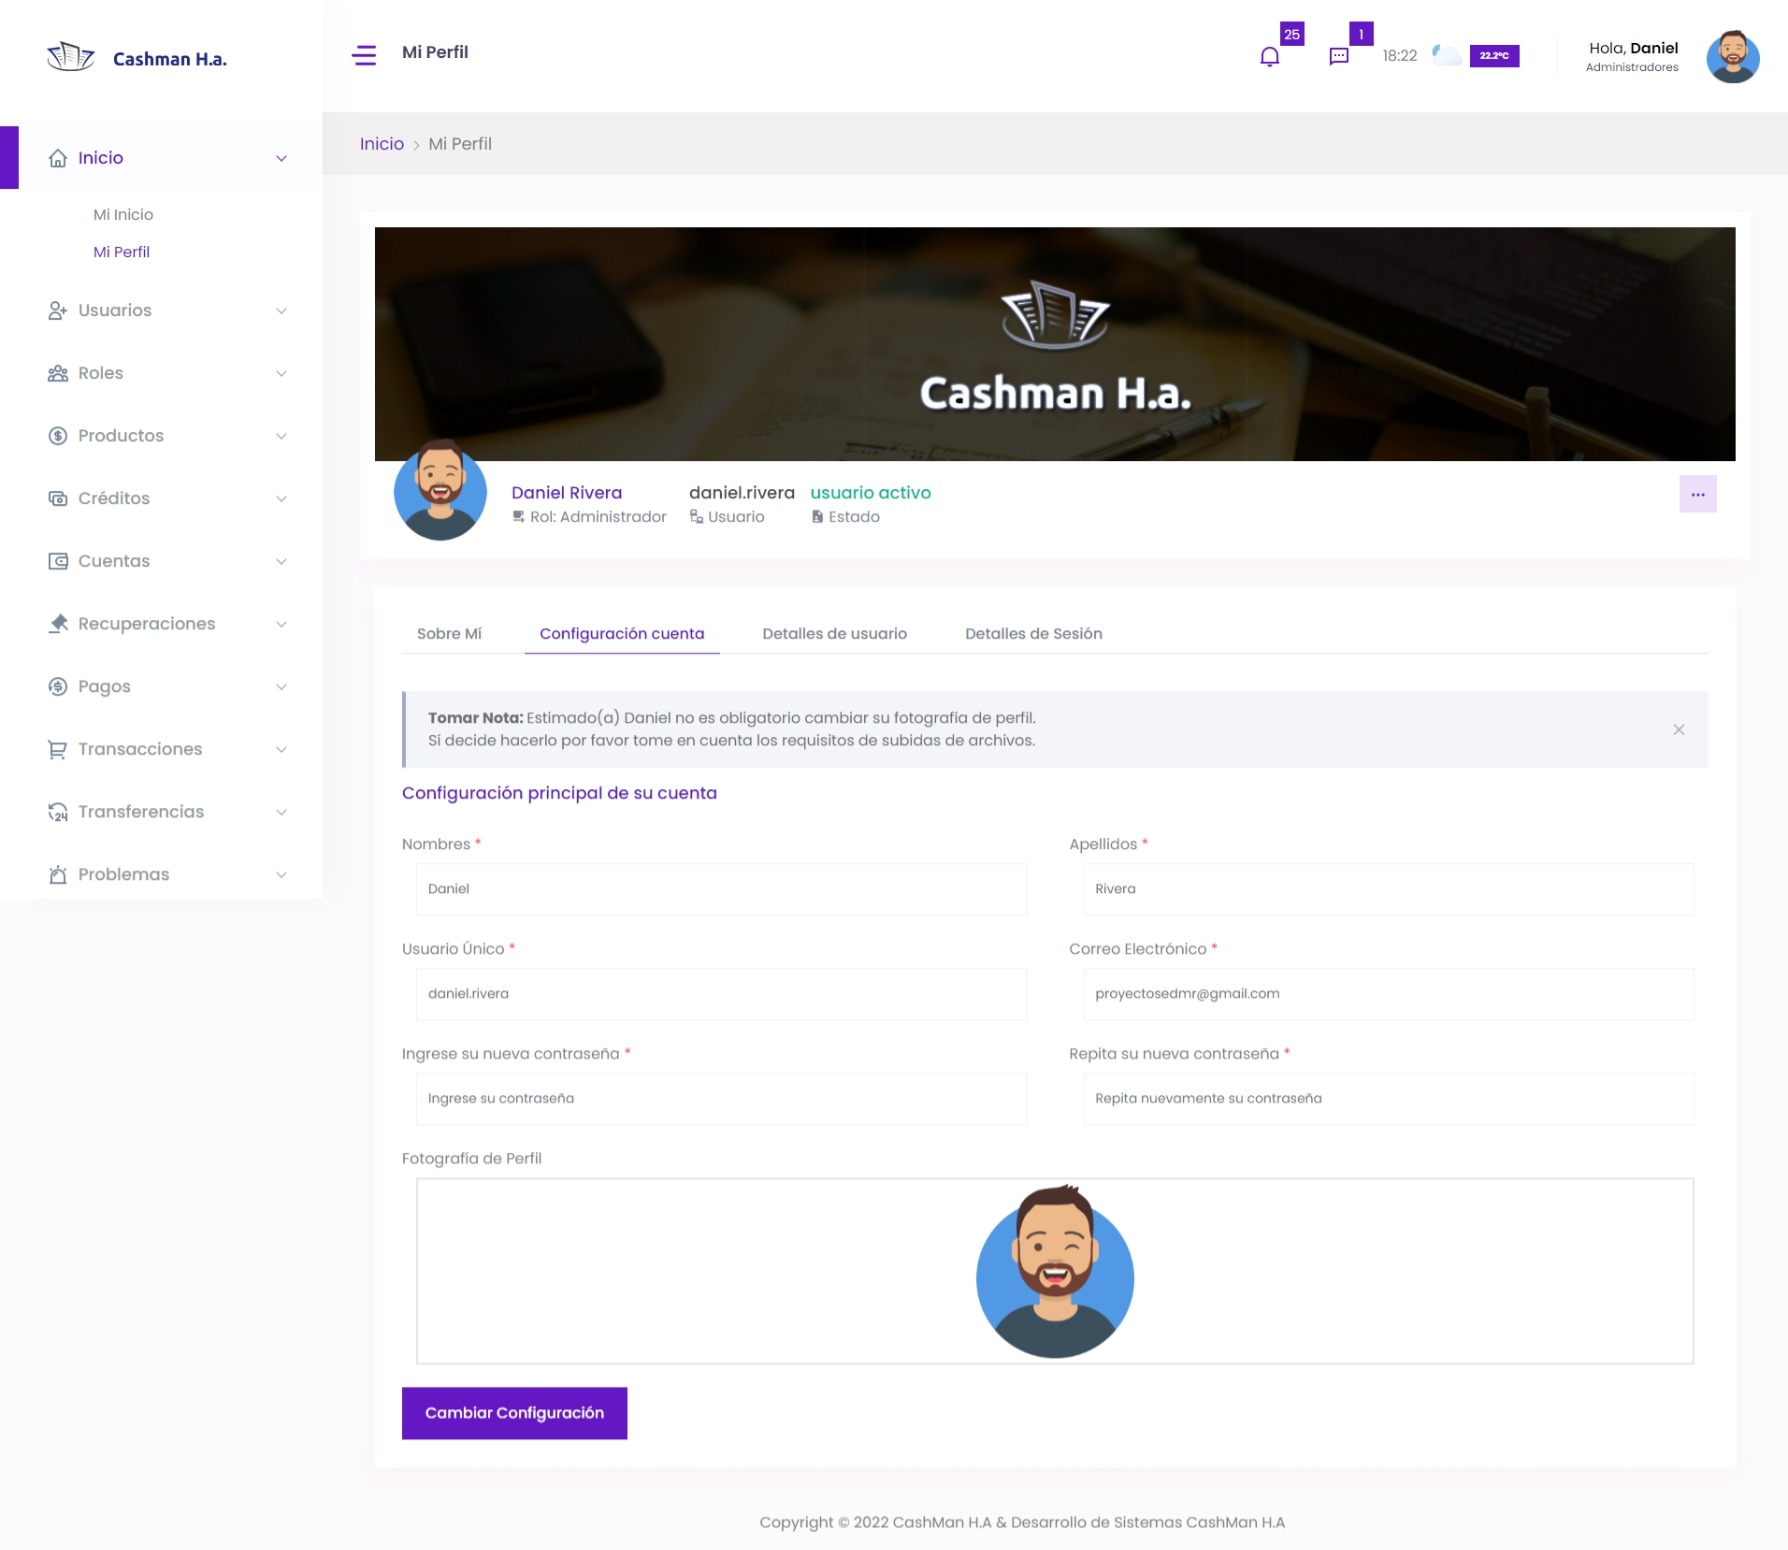 Cashman H.a.
Mi Perfil
25
1
18:22
22.2°C
Hola, Daniel
Administradores
Inicio
Mi Inicio
Mi Perfil
Usuarios
Roles
Productos
Créditos
Cuentas
Recuperaciones
Pagos
Transacciones
24
Transferencias
Problemas
Inicio > Mi Perfil
Cashman H.a.
Daniel Rivera daniel.rivera usuario activo
Rol: Administrador Usuario Estado
Sobre Mí Configuración cuenta Detalles de usuario Detalles de Sesión
Tomar Nota: Estimado(a) Daniel no es obligatorio cambiar su fotografía de perfil.
Sí decide hacerlo por favor tome en cuenta los requisitos de subidas de archivos.
Configuración principal de su cuenta
Nombres * Apellidos *
Daniel Rivera
Usuario Único * Correo Electrónico *
daniel.rivera proyectosedmr@gmail.com
Ingrese su nueva contraseña * Repita su nueva contraseña *
Ingrese su contraseña Repita nuevamente su contraseña
Fotografía de Perfil
Cambiar Configuración
Copyright © 2022 CashMan H.A & Desarrollo de Sistemas CashMan H.A